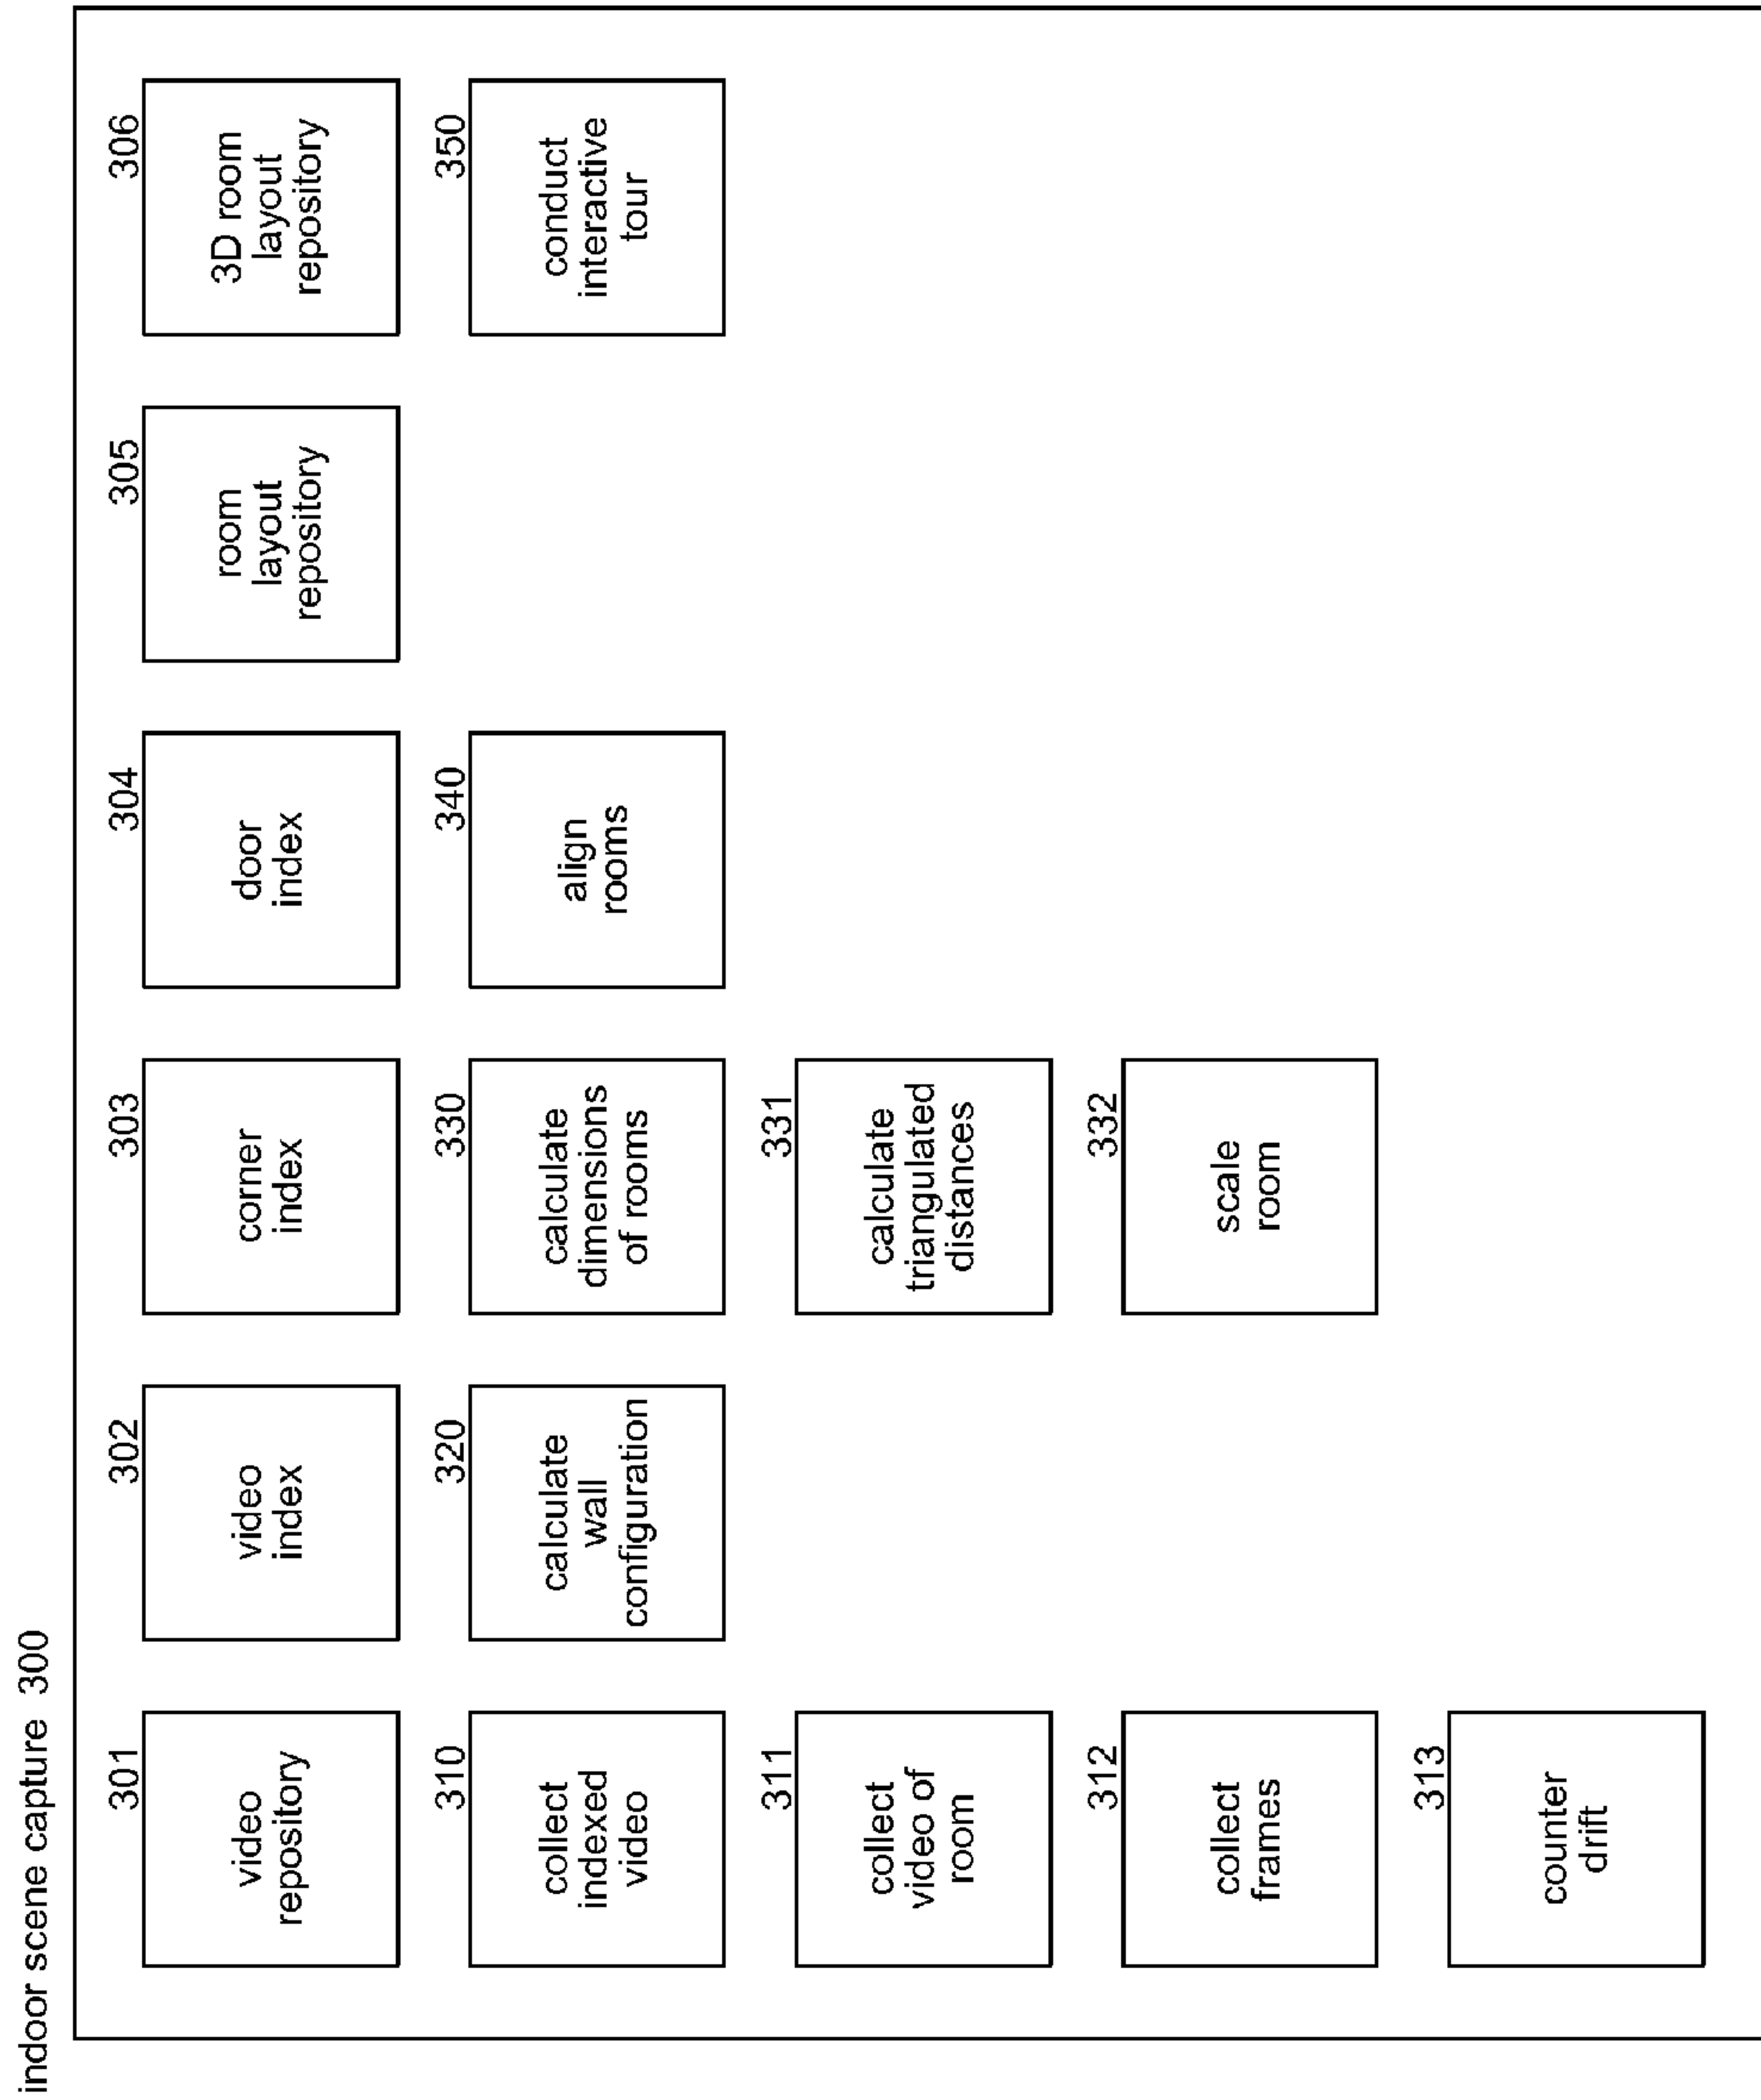 indoor scene capture 300
301
video
repository
302
video
index
303
corner
index
304
door
index
305
room
layout
repository
306
3D room
layout
repository
310
collect
indexed
video
320
calculate
wall
configuration
330
calculate
dimensions
of rooms
340
align
rooms
350
conduct
interactive
tour
311
collect
video of
room
331
calculate
triangulated
distances
312
collect
frames
332
scale
room
313
counter
drift